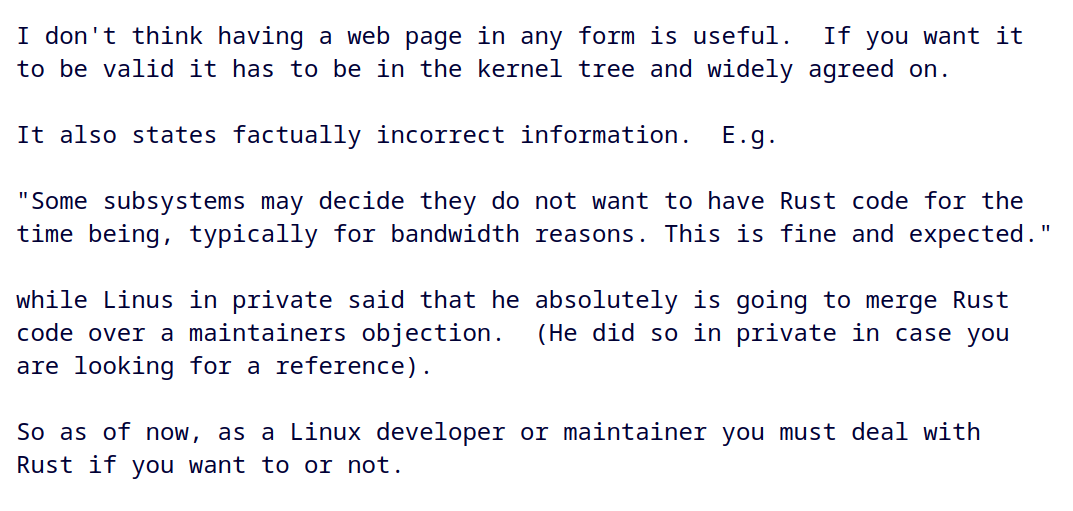 I don't think having a web page in any form is useful.  If you want it
to be valid it has to be in the kernel tree and widely agreed on.

It also states factually incorrect information.  E.g.

"Some subsystems may decide they do not want to have Rust code for the
time being, typically for bandwidth reasons. This is fine and expected."

while Linus in private said that he absolutely is going to merge Rust
code over a maintainers objection.  (He did so in private in case you
are looking for a reference).

So as of now, as a Linux developer or maintainer you must deal with
Rust if you want to or not.